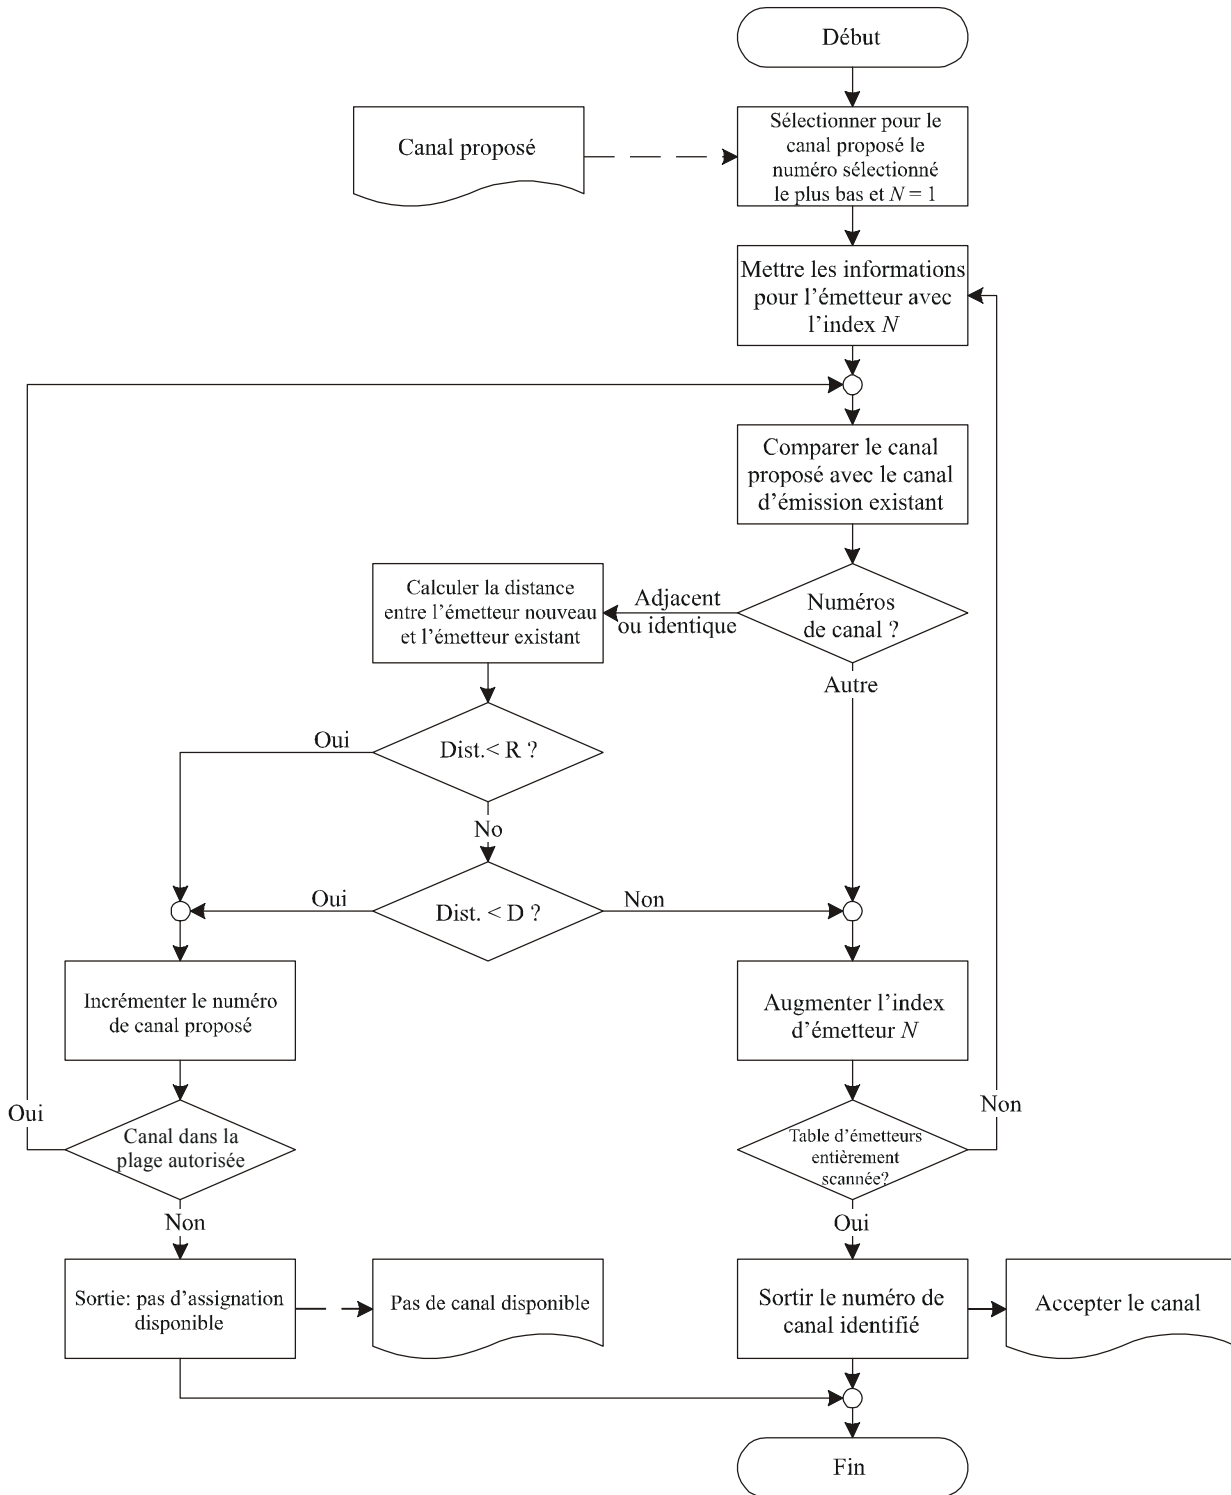 Début
Canal proposé
Sélectionner pour le
canal proposé le
numéro sélectionné
le plus bas et N = 1
Mettre les informations
pour l'émetteur avec
l'index N
Comparer le canal
proposé avec le canal
d'émission existant
Calculer la distance
entre l'émetteur nouveau
et l'émetteur existant
Adjacent
ou identique
Numéros
de canal ?
Autre
Oui
Dist.< R ?
No
Oui
Dist. < D ?
Non
Incrémenter le numéro
de canal proposé
Augmenter l'index
d'émetteur N
Oui
Canal dans la
plage autorisée
Table d'émetteurs
entièrement
scannée?
Non
Non
Oui
Sortie: pas d'assignation
disponible
Pas de canal disponible
Sortir le numéro de
canal identifié
Accepter le canal
Fin